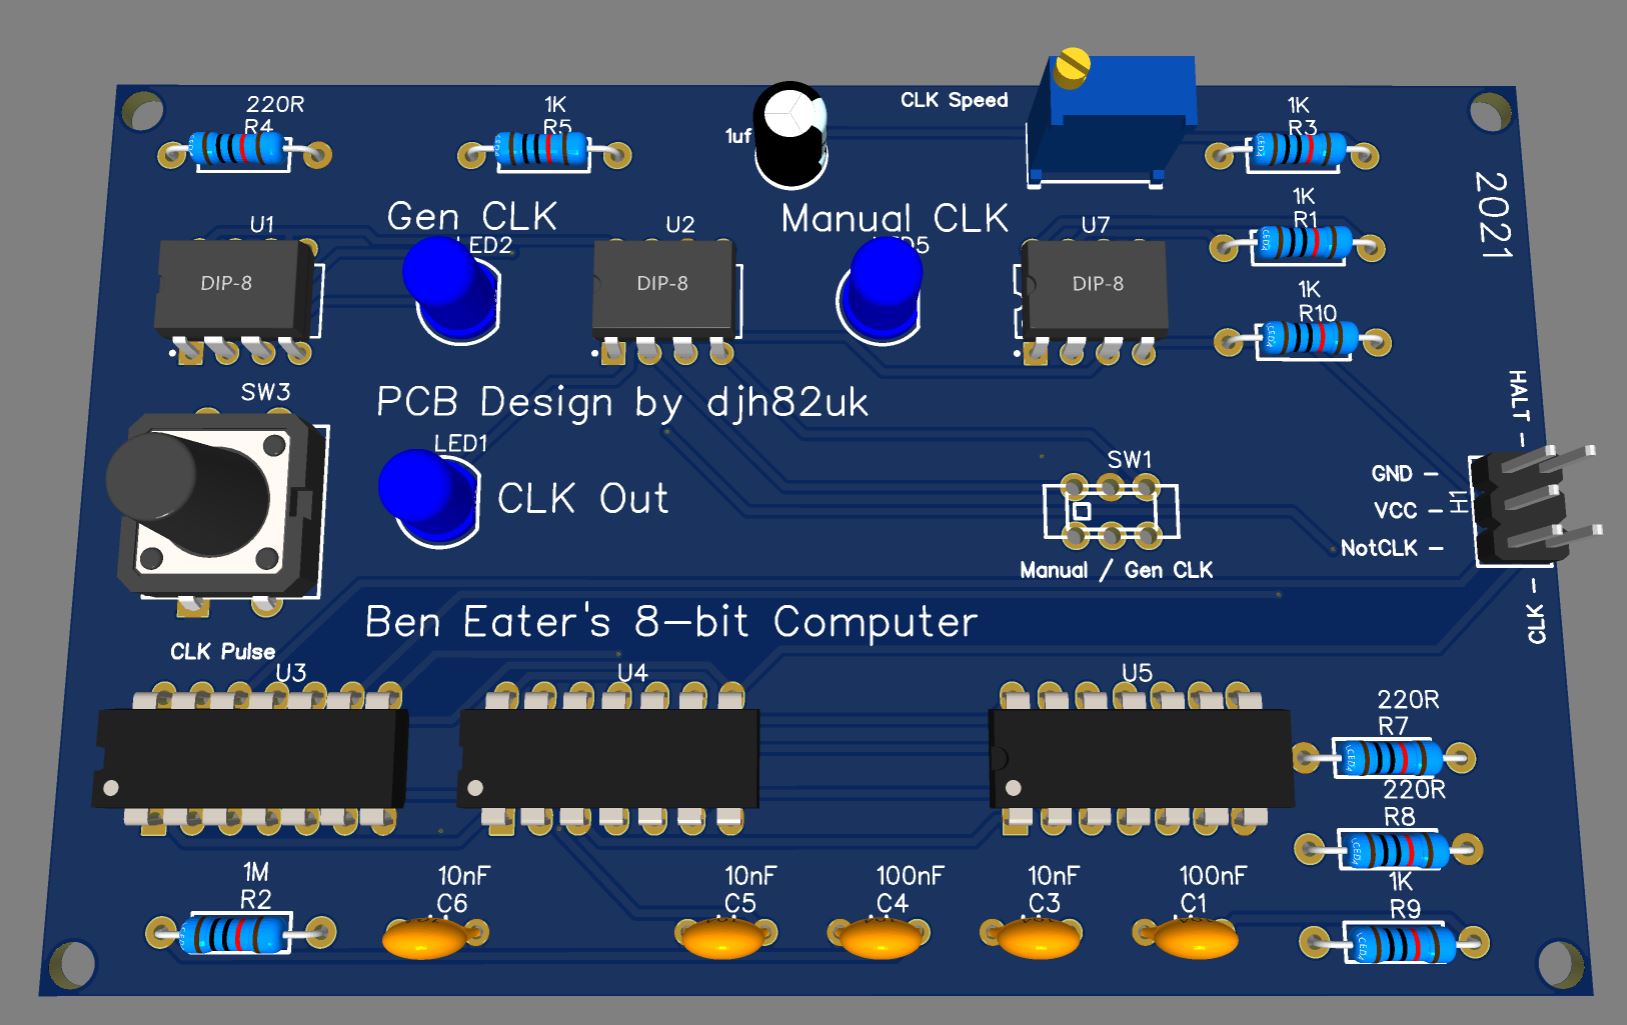 220R
R4
1K
R5
1uf
CLK Speed
1K
R3
2021
U1
Gen CLK
LED2
U2
Manual CLK
U7
1K
R1
DIP-8
DIP-8
DIP-8
1K
R10
SW3
PCB Design by djh82uk
LED1
CLK Out
SW1
HALT -
GND -
VCC -
H1
NotCLK -
Manual / Gen CLK
CLK -
Ben Eater's 8-bit Computer
CLK Pulse
U3
U4
U5
220R
R7
220R
R8
1M
R2
10nF
C6
10nF
C5
100nF
C4
10nF
C3
100nF
C1
1K
R9